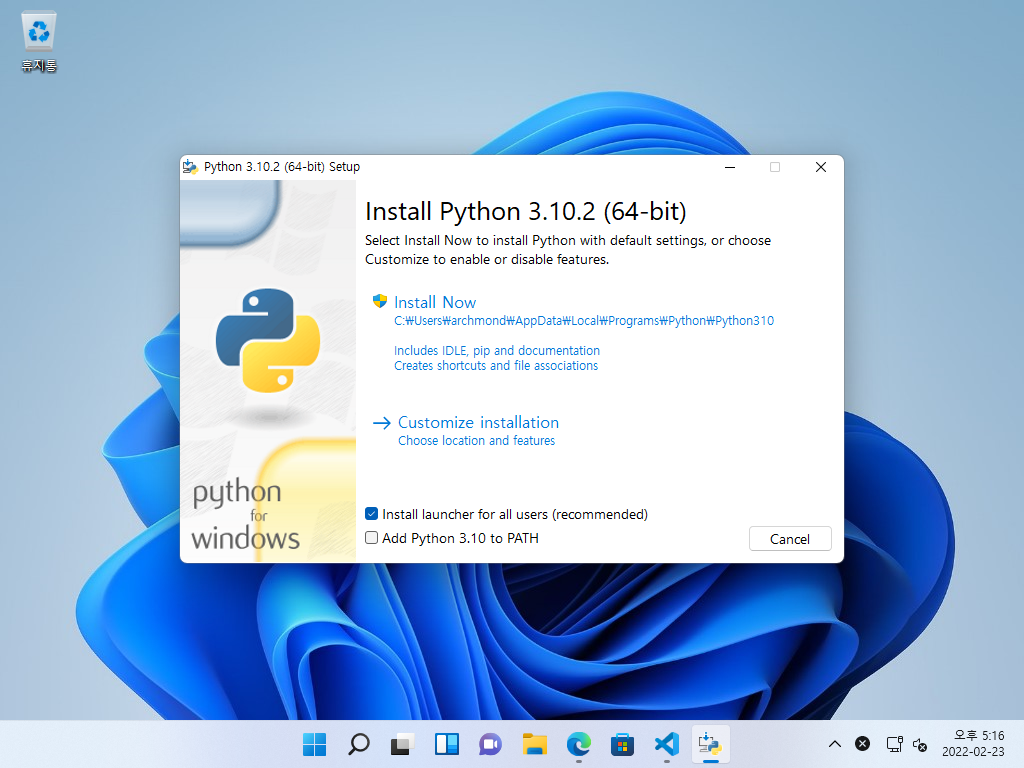 휴지통
Python 3.10.2 (64-bit) Setup
Install Python 3.10.2 (64-bit)
Select Install Now to install Python with default settings, or choose
Customize to enable or disable features.
Install Now
C:₩Users₩archmond₩AppData₩Local₩Programs₩Python₩Python310
Includes IDLE, pip and documentation
Creates shortcuts and file associations
Customize installation
Choose location and features
python
for
windows
Install launcher for all users (recommended)
Add Python 3.10 to PATH
Cancel
오후 5:16
2022-02-23